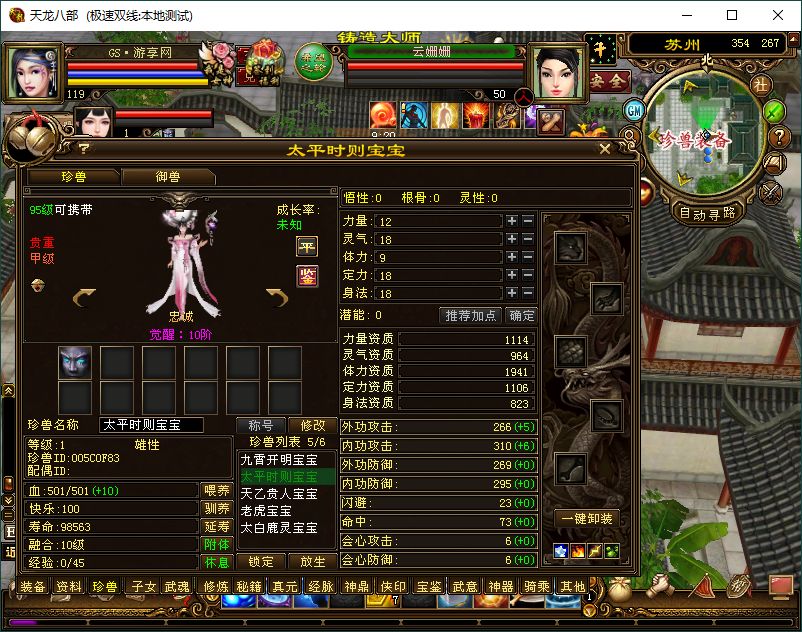 天龙八部 (极速双线:本地测试)
铸造大师
GS·游享网
云姗姗
苏州 354 267
北
119
50
安全
社
GM
1
9:20
珍兽装备
自动寻路
太平时则宝宝
珍兽 御兽
95级可携带
成长率:
未知
贵重
甲级
平
鉴
忠诚
觉醒：10阶
珍兽名称 太平时则宝宝
称号 修改
等级:1 雄性
珍兽ID:005C0F83
配偶ID:
珍兽列表 5/6
九霄开明宝宝
太平时则宝宝
天乙贵人宝宝
老虎宝宝
太白鹿灵宝宝
血:501/501(+10) 喂养
快乐:100 驯养
寿命:98563 延寿
融合:10级 附体
经验:0/45 休息
锁定 放生
悟性:0 根骨:0 灵性:0
力量: 12 + −
灵气: 18 + −
体力: 9 + −
定力: 18 + −
身法: 18 + −
潜能: 0 推荐加点 确定
力量资质 1114
灵气资质 964
体力资质 1941
定力资质 1106
身法资质 823
外功攻击: 266(+5)
内功攻击: 310(+6)
外功防御: 269(+0)
内功防御: 295(+0)
闪避: 23(+0)
命中: 73(+0)
会心攻击: 6(+0)
会心防御: 6(+0)
一键卸装
装备 资料 珍兽 子女 武魂 修炼 秘籍 真元 经脉 神鼎 侠印 宝鉴 武意 神器 骑乘 其他
7